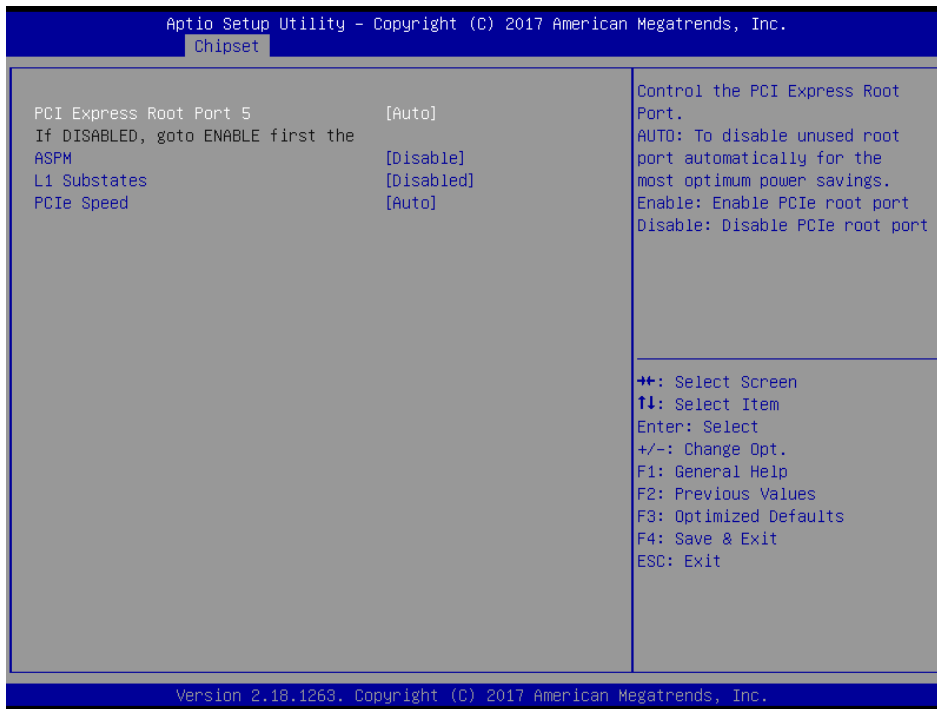 Aptio Setup Utility – Copyright (C) 2017 American Megatrends, Inc.
Chipset
PCI Express Root Port 5 [Auto]
If DISABLED, goto ENABLE first the
ASPM [Disable]
L1 Substates [Disabled]
PCIe Speed [Auto]
Control the PCI Express Root
Port.
AUTO: To disable unused root
port automatically for the
most optimum power savings.
Enable: Enable PCIe root port
Disable: Disable PCIe root port
→←: Select Screen
↑↓: Select Item
Enter: Select
+/-: Change Opt.
F1: General Help
F2: Previous Values
F3: Optimized Defaults
F4: Save & Exit
ESC: Exit
Version 2.18.1263. Copyright (C) 2017 American Megatrends, Inc.